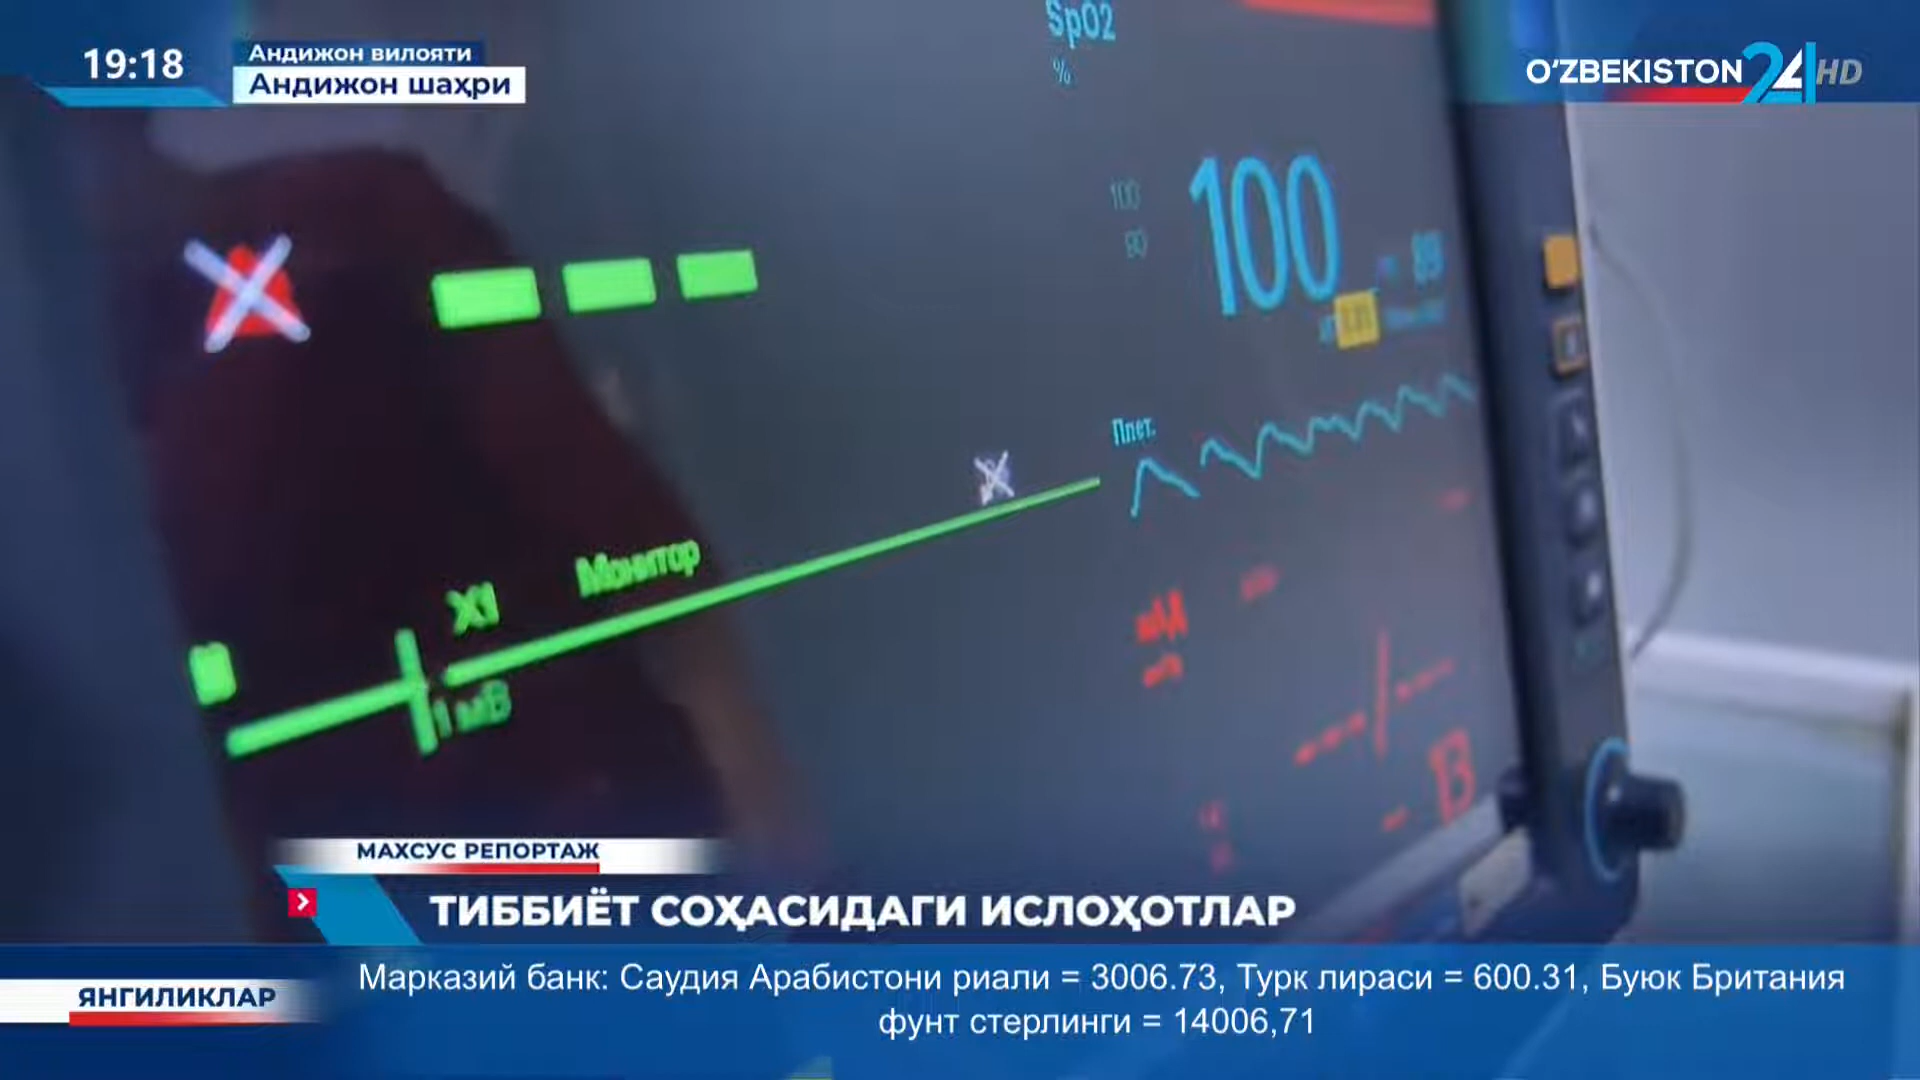 19:18
Андижон вилояти
Андижон шаҳри
O‘ZBEKISTON 24 HD
SpO2
%
100
100
Плет.
X1
Монитор
1 мВ
МАХСУС РЕПОРТАЖ
ТИББИЁТ СОҲАСИДАГИ ИСЛОҲОТЛАР
ЯНГИЛИКЛАР
Марказий банк: Саудия Арабистони риали = 3006.73, Турк лираси = 600.31, Буюк Британия
фунт стерлинги = 14006,71